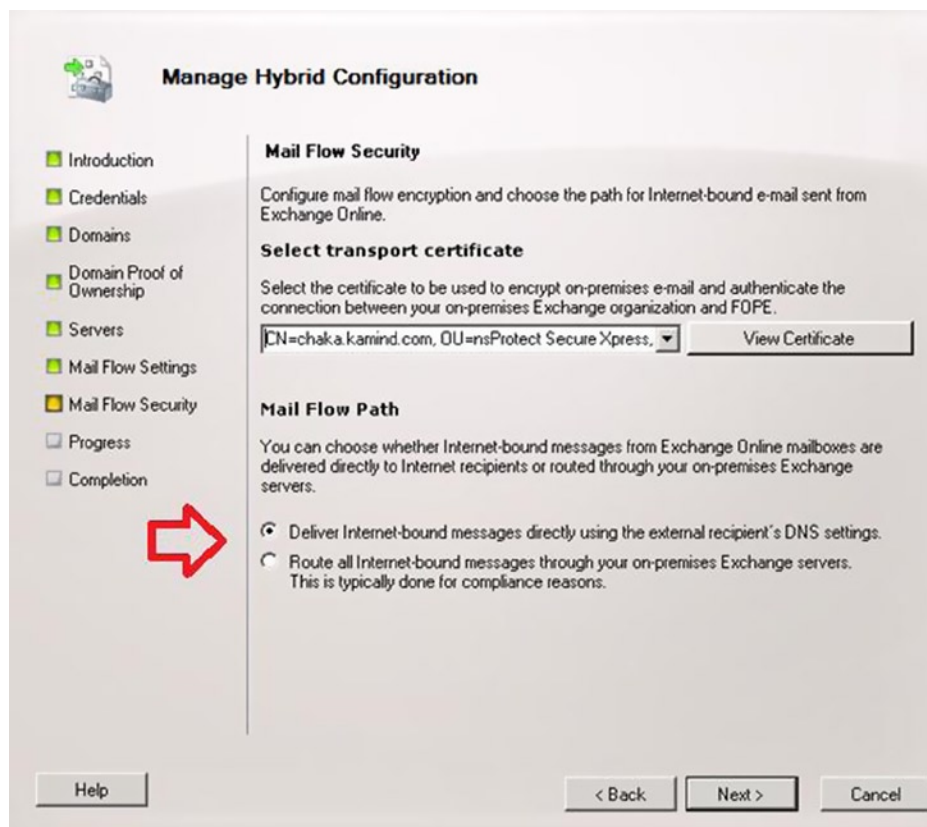 Manage Hybrid Configuration
Introduction
Credentials
Domains
Domain Proof of
Ownership
Servers
Mail Flow Settings
Mail Flow Security
Progress
Completion
Mail Flow Security
Configure mail flow encryption and choose the path for Internet-bound e-mail sent from
Exchange Online.
Select transport certificate
Select the certificate to be used to encrypt on-premises e-mail and authenticate the
connection between your on-premises Exchange organization and FOPE.
CN=chaka.kamind.com, OU=nsProtect Secure Xpress,
View Certificate
Mail Flow Path
You can choose whether Internet-bound messages from Exchange Online mailboxes are
delivered directly to Internet recipients or routed through your on-premises Exchange
servers.
Deliver Internet-bound messages directly using the external recipient's DNS settings.
Route all Internet-bound messages through your on-premises Exchange servers.
This is typically done for compliance reasons.
Help
< Back
Next >
Cancel